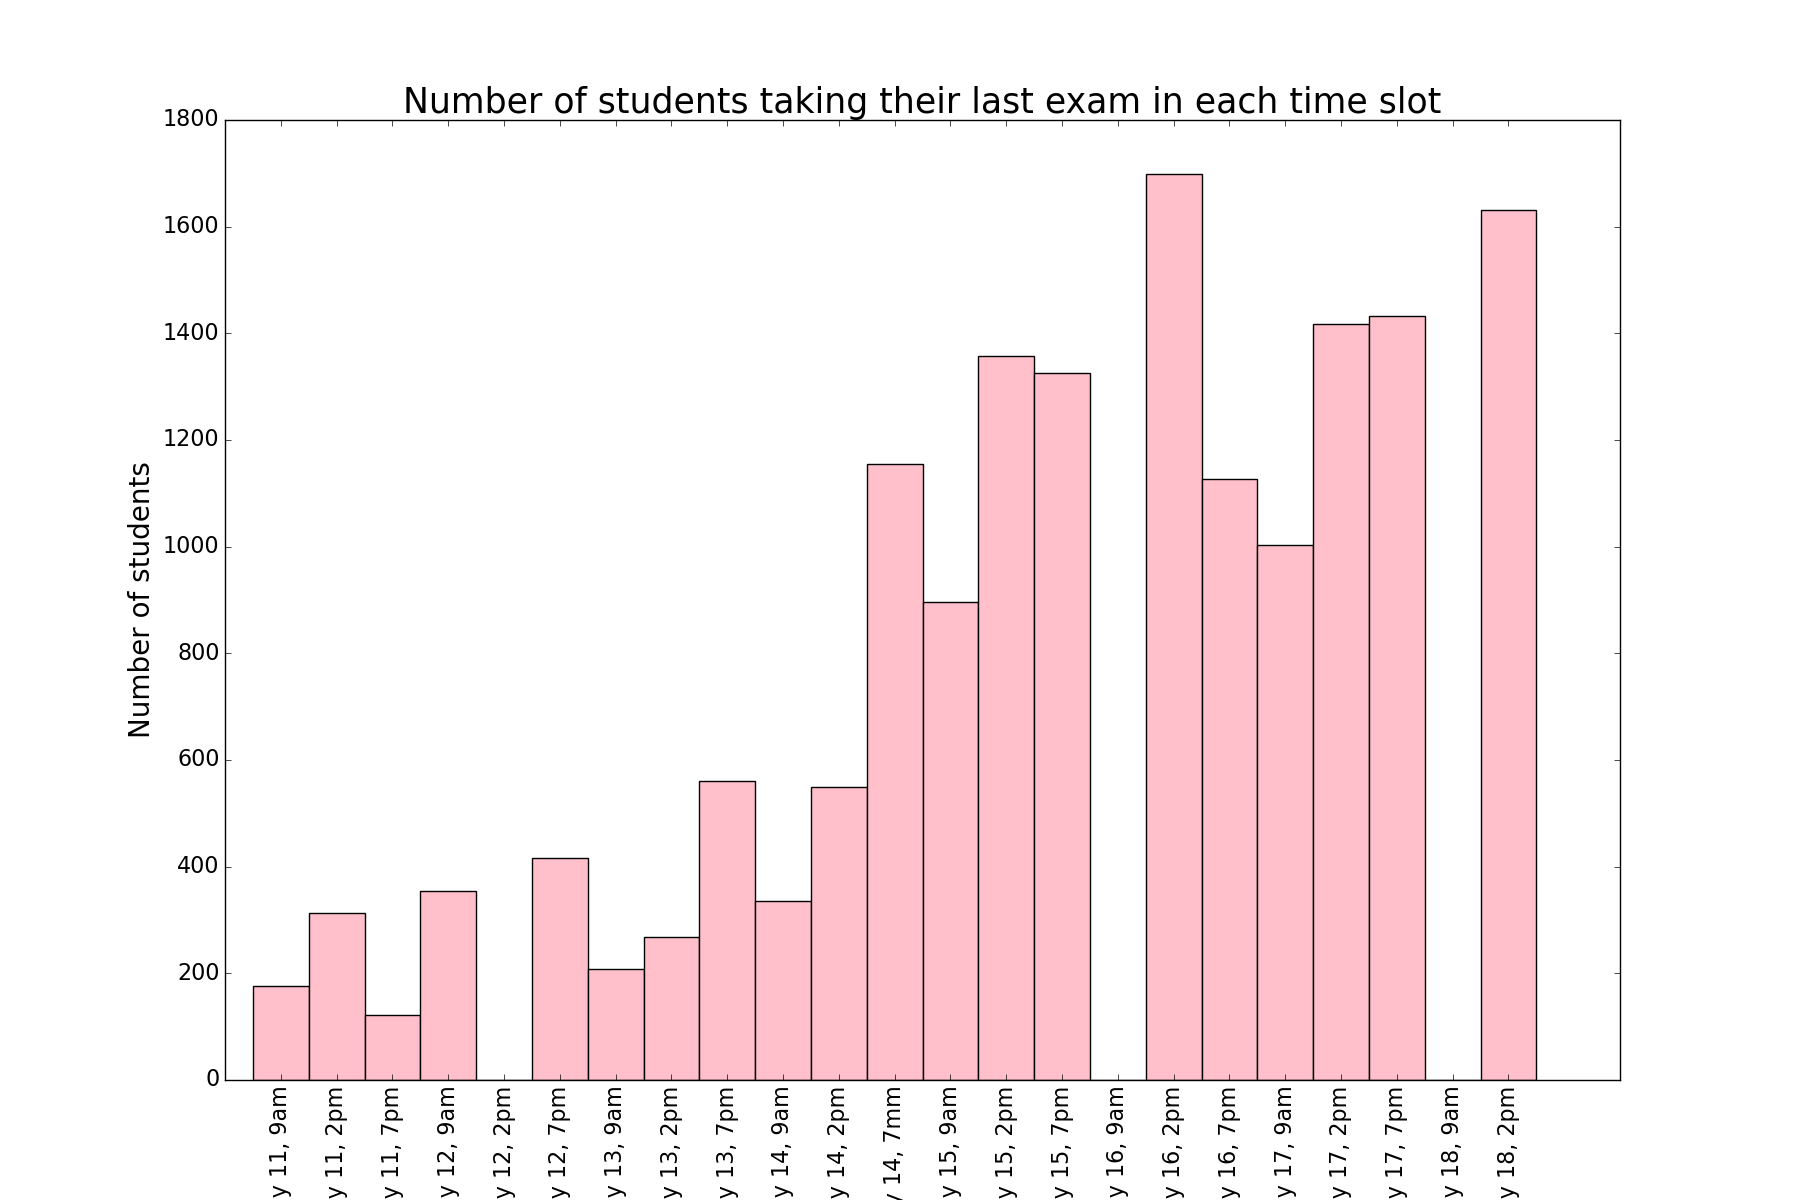 Number of students taking their last exam in each time slot
Number of students
1800
1600
1400
1200
1000
800
600
400
200
0
y 11, 9am
y 11, 2pm
y 11, 7pm
y 12, 9am
y 12, 2pm
y 12, 7pm
y 13, 9am
y 13, 2pm
y 13, 7pm
y 14, 9am
y 14, 2pm
y 14, 7mm
y 15, 9am
y 15, 2pm
y 15, 7pm
y 16, 9am
y 16, 2pm
y 16, 7pm
y 17, 9am
y 17, 2pm
y 17, 7pm
y 18, 9am
y 18, 2pm